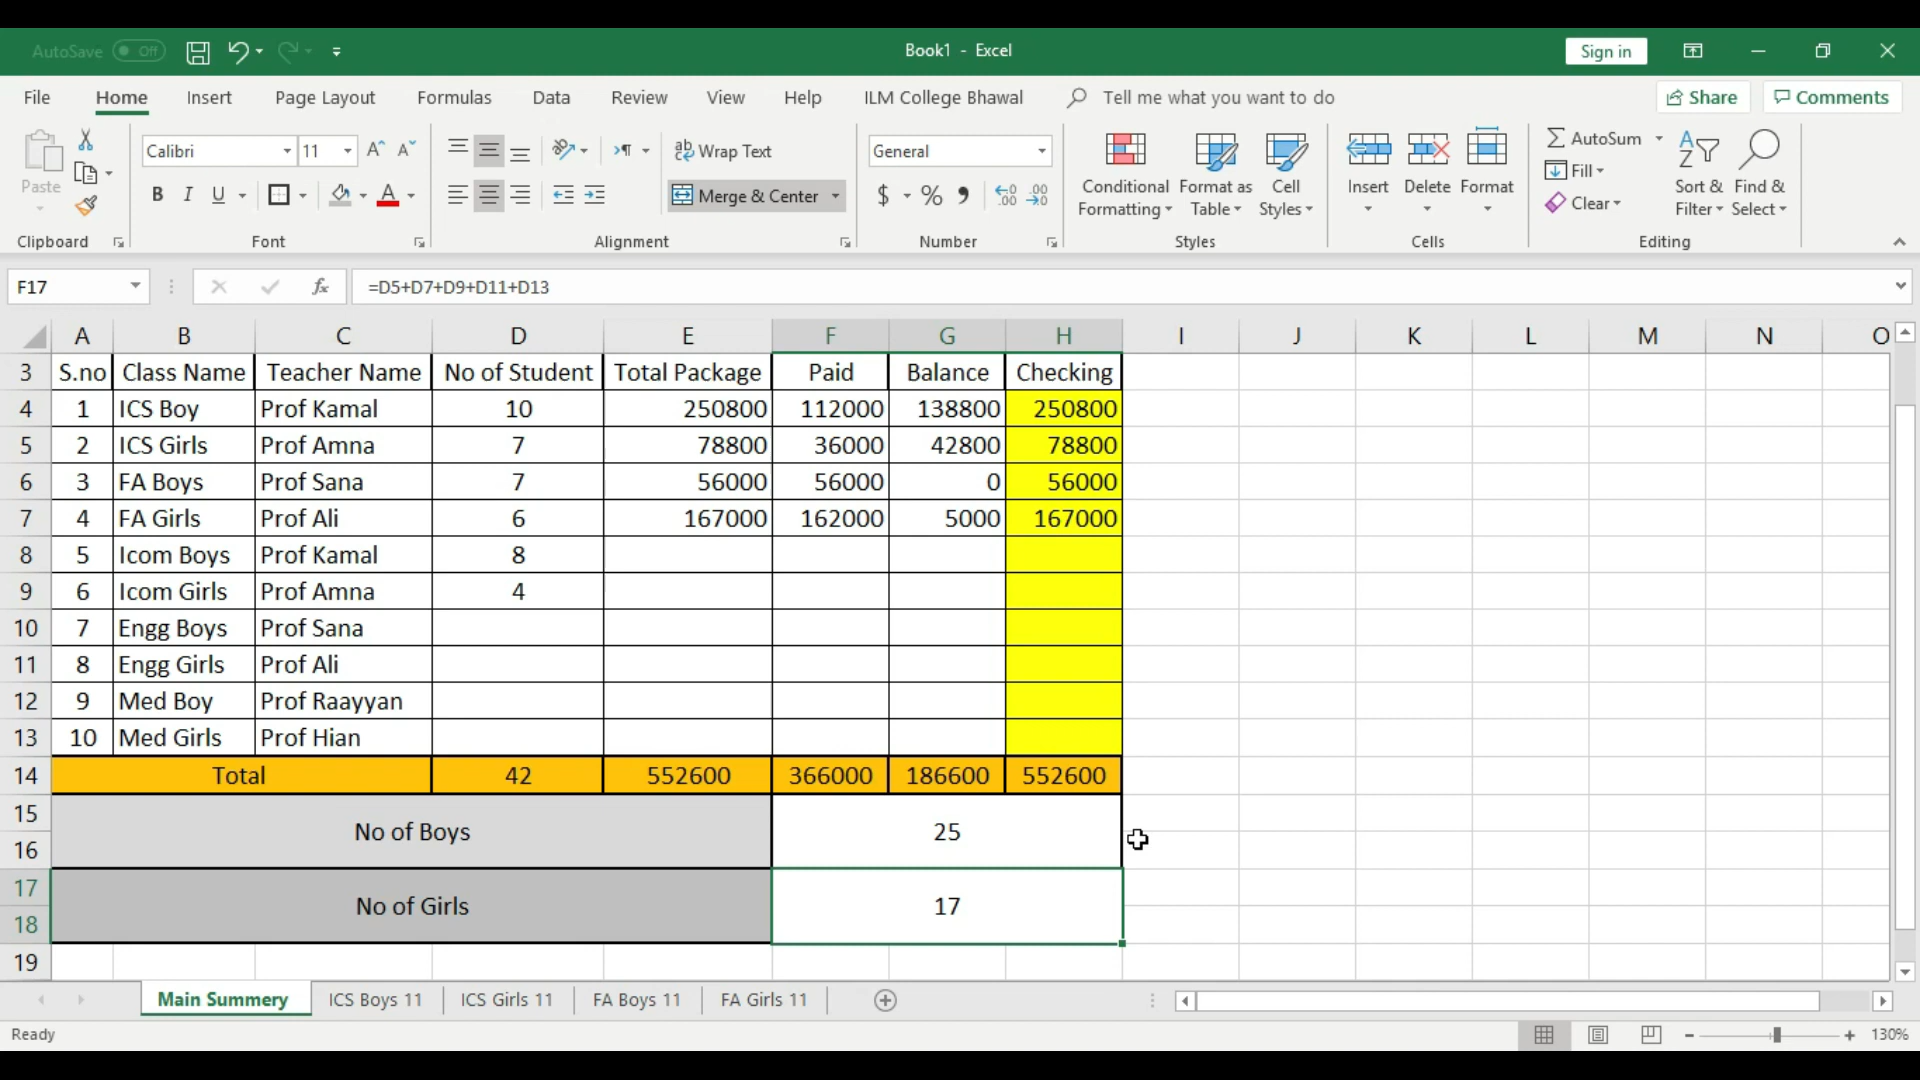 AutoSave Off Book1 - Excel Sign in
File Home Insert Page Layout Formulas Data Review View Help ILM College Bhawal Tell me what you want to do Share Comments
Paste Calibri 11 Wrap Text General Conditional Formatting Format as Table Cell Styles Insert Delete Format AutoSum Sort & Filter Find & Select
B I U A Merge & Center $ % Fill Clear
Clipboard Font Alignment Number Styles Cells Editing
F17 fx =D5+D7+D9+D11+D13
A B C D E F G H I J K L M N O
3 S.no Class Name Teacher Name No of Student Total Package Paid Balance Checking
4 1 ICS Boy Prof Kamal 10 250800 112000 138800 250800
5 2 ICS Girls Prof Amna 7 78800 36000 42800 78800
6 3 FA Boys Prof Sana 7 56000 56000 0 56000
7 4 FA Girls Prof Ali 6 167000 162000 5000 167000
8 5 Icom Boys Prof Kamal 8
9 6 Icom Girls Prof Amna 4
10 7 Engg Boys Prof Sana
11 8 Engg Girls Prof Ali
12 9 Med Boy Prof Raayyan
13 10 Med Girls Prof Hian
14 Total 42 552600 366000 186600 552600
15
No of Boys 25
16
17
No of Girls 17
18
19
Main Summery ICS Boys 11 ICS Girls 11 FA Boys 11 FA Girls 11
Ready 130%